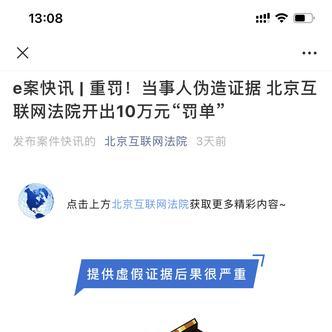 13:08
e案快讯 | 重罚！当事人伪造证据 北京互
联网法院开出10万元“罚单”
发布案件快讯的 北京互联网法院 3天前
点击上方北京互联网法院获取更多精彩内容~
提供虚假证据后果很严重